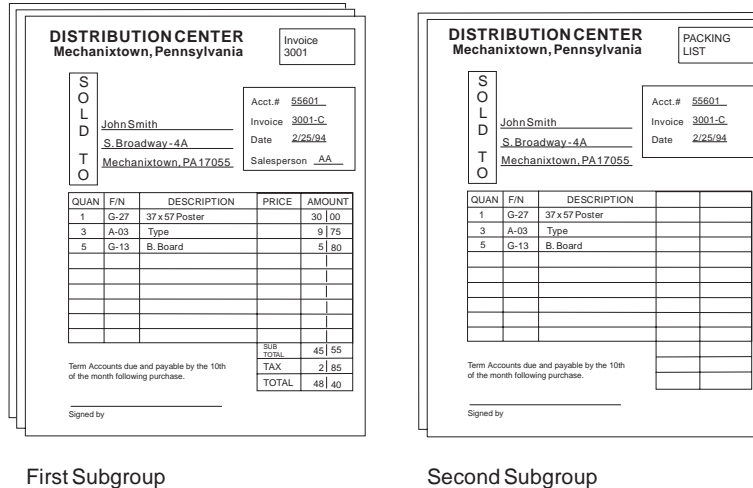 DISTRIBUTION CENTER
Mechanixtown, Pennsylvania
Invoice
3001
SOLD TO
John Smith
S. Broadway - 4A
Mechanixtown, PA 17055
Acct.# 55601
Invoice 3001-C
Date 2/25/94
Salesperson AA
QUAN F/N DESCRIPTION PRICE AMOUNT
1 G-27 37 x 57 Poster 30 00
3 A-03 Type 9 75
5 G-13 B. Board 5 80
SUB TOTAL 45 55
TAX 2 85
TOTAL 48 40
Term Accounts due and payable by the 10th
of the month following purchase.
Signed by
First Subgroup
DISTRIBUTION CENTER
Mechanixtown, Pennsylvania
PACKING
LIST
SOLD TO
John Smith
S. Broadway - 4A
Mechanixtown, PA 17055
Acct.# 55601
Invoice 3001-C
Date 2/25/94
QUAN F/N DESCRIPTION
1 G-27 37 x 57 Poster
3 A-03 Type
5 G-13 B. Board
Term Accounts due and payable by the 10th
of the month following purchase.
Signed by
Second Subgroup